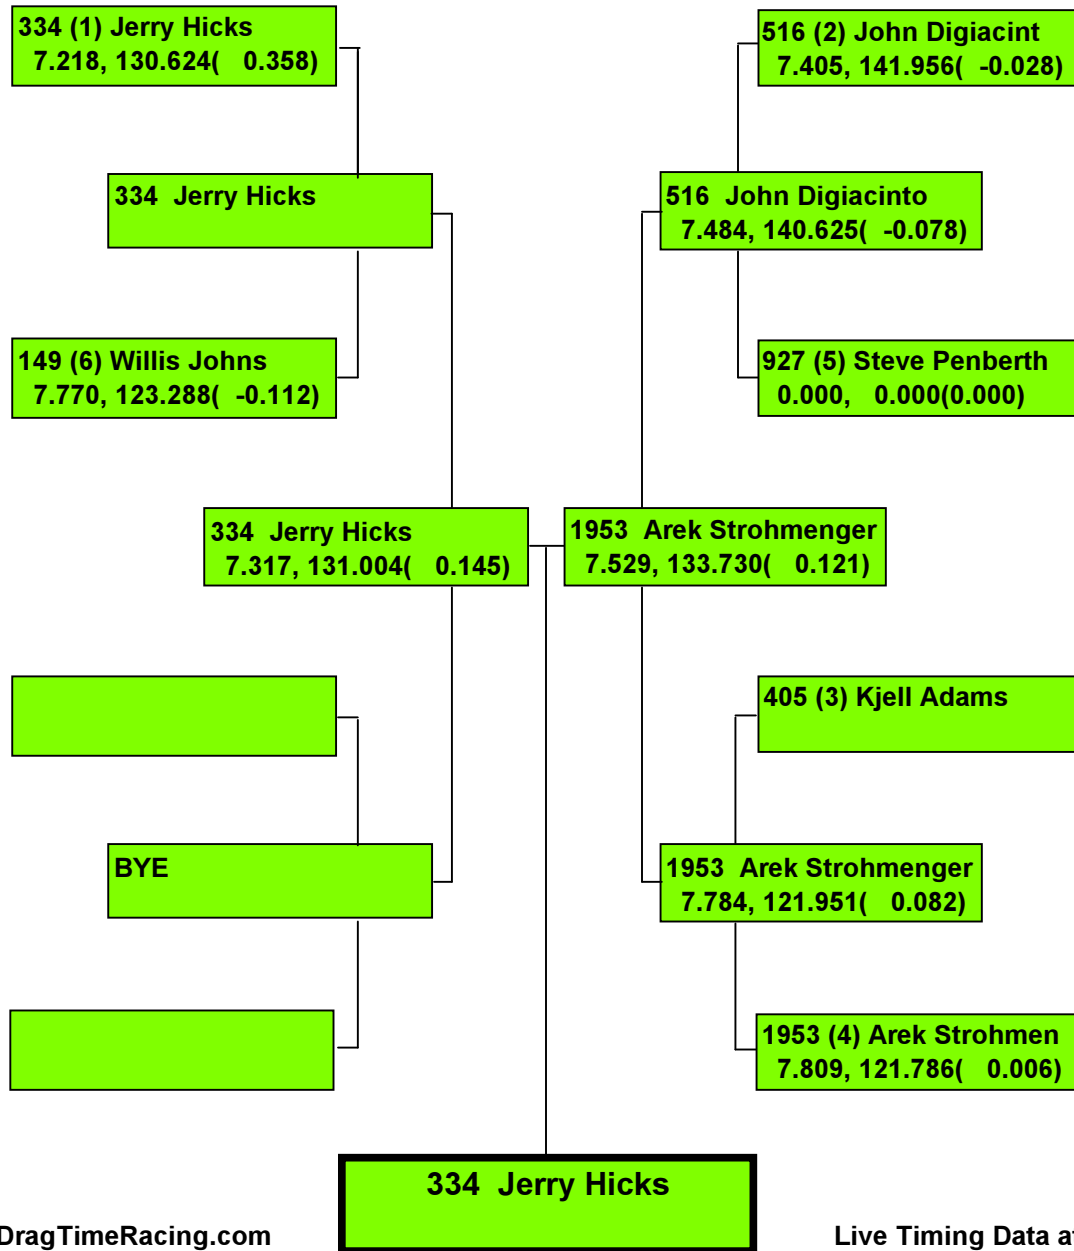 334 (1) Jerry Hicks
7.218, 130.624(   0.358)
516 (2) John Digiacint
7.405, 141.956(  -0.028)
334  Jerry Hicks
516  John Digiacinto
7.484, 140.625(  -0.078)
149 (6) Willis Johns
7.770, 123.288(  -0.112)
927 (5) Steve Penberth
0.000,   0.000(0.000)
334  Jerry Hicks
7.317, 131.004(   0.145)
1953  Arek Strohmenger
7.529, 133.730(   0.121)
405 (3) Kjell Adams
BYE
1953  Arek Strohmenger
7.784, 121.951(   0.082)
1953 (4) Arek Strohmen
7.809, 121.786(   0.006)
334  Jerry Hicks
DragTimeRacing.com
Live Timing Data at